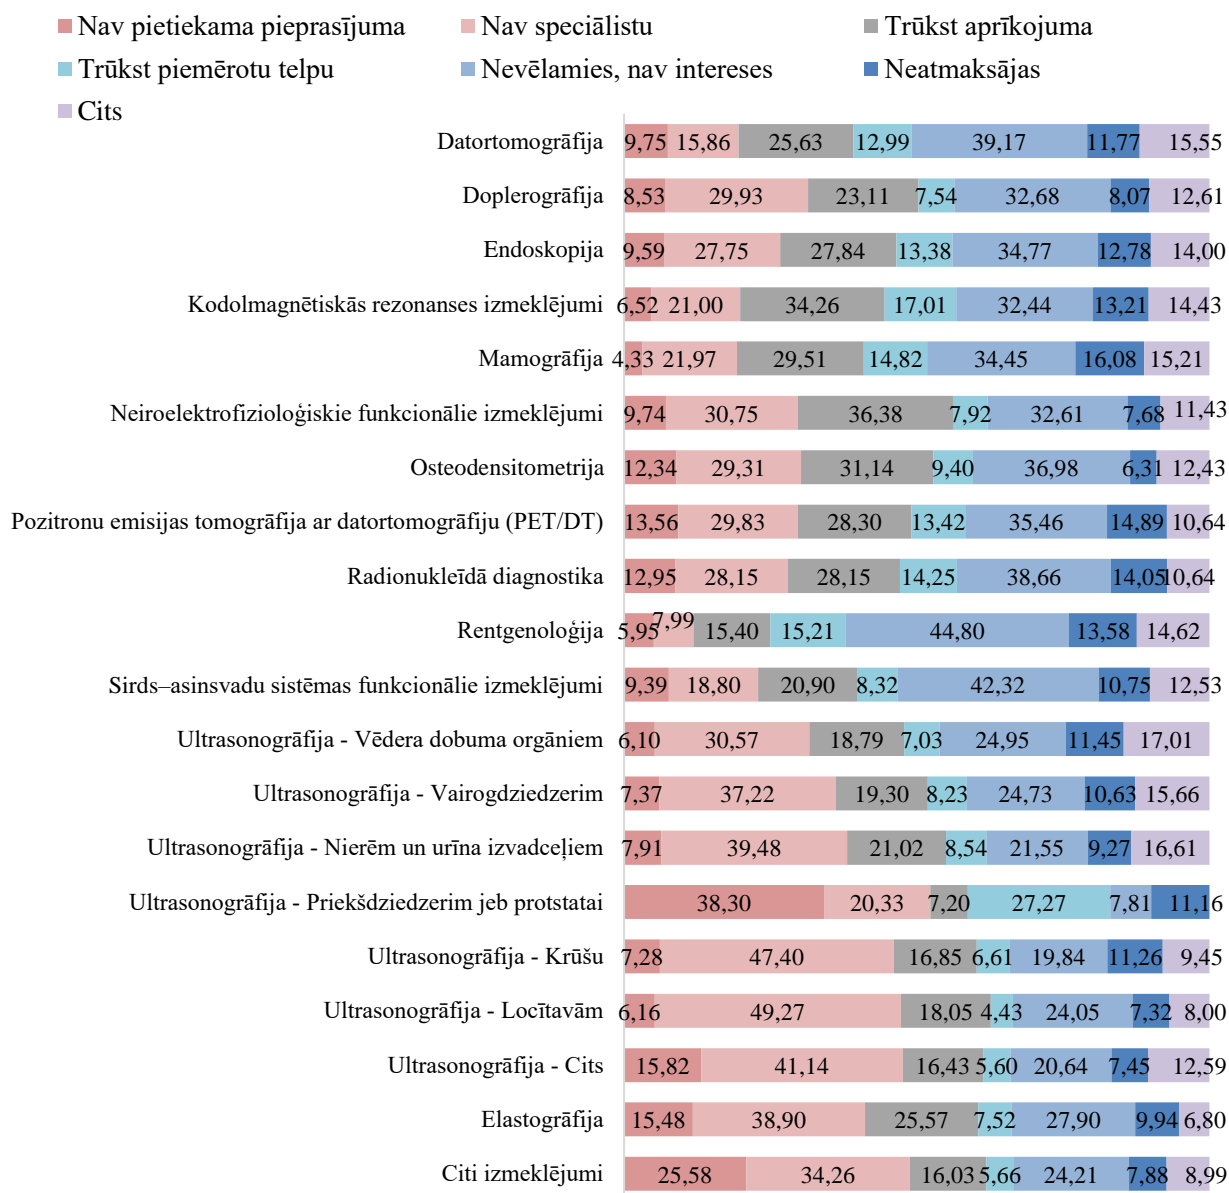 Nav pietiekama pieprasījuma Nav speciālistu Trūkst aprīkojuma
Trūkst piemērotu telpu Nevēlamies, nav intereses Neatmaksājas
Cits
Datortomogrāfija 9,75 15,86 25,63 12,99 39,17 11,77 15,55
Doplerogrāfija 8,53 29,93 23,11 7,54 32,68 8,07 12,61
Endoskopija 9,59 27,75 27,84 13,38 34,77 12,78 14,00
Kodolmagnētiskās rezonanses izmeklējumi 6,52 21,00 34,26 17,01 32,44 13,21 14,43
Mamogrāfija 4,33 21,97 29,51 14,82 34,45 16,08 15,21
Neiroelektrofizioloģiskie funkcionālie izmeklējumi 9,74 30,75 36,38 7,92 32,61 7,68 11,43
Osteodensitometrija 12,34 29,31 31,14 9,40 36,98 6,31 12,43
Pozitronu emisijas tomogrāfija ar datortomogrāfiju (PET/DT) 13,56 29,83 28,30 13,42 35,46 14,89 10,64
Radionukleīdā diagnostika 12,95 28,15 28,15 14,25 38,66 14,05 10,64
Rentgenoloģija 5,95 7,99 15,40 15,21 44,80 13,58 14,62
Sirds–asinsvadu sistēmas funkcionālie izmeklējumi 9,39 18,80 20,90 8,32 42,32 10,75 12,53
Ultrasonogrāfija - Vēdera dobuma orgāniem 6,10 30,57 18,79 7,03 24,95 11,45 17,01
Ultrasonogrāfija - Vairogdziedzerim 7,37 37,22 19,30 8,23 24,73 10,63 15,66
Ultrasonogrāfija - Nierēm un urīna izvadceļiem 7,91 39,48 21,02 8,54 21,55 9,27 16,61
Ultrasonogrāfija - Priekšdziedzerim jeb protstatai 38,30 20,33 7,20 27,27 7,81 11,16
Ultrasonogrāfija - Krūšu 7,28 47,40 16,85 6,61 19,84 11,26 9,45
Ultrasonogrāfija - Locītavām 6,16 49,27 18,05 4,43 24,05 7,32 8,00
Ultrasonogrāfija - Cits 15,82 41,14 16,43 5,60 20,64 7,45 12,59
Elastogrāfija 15,48 38,90 25,57 7,52 27,90 9,94 6,80
Citi izmeklējumi 25,58 34,26 16,03 5,66 24,21 7,88 8,99